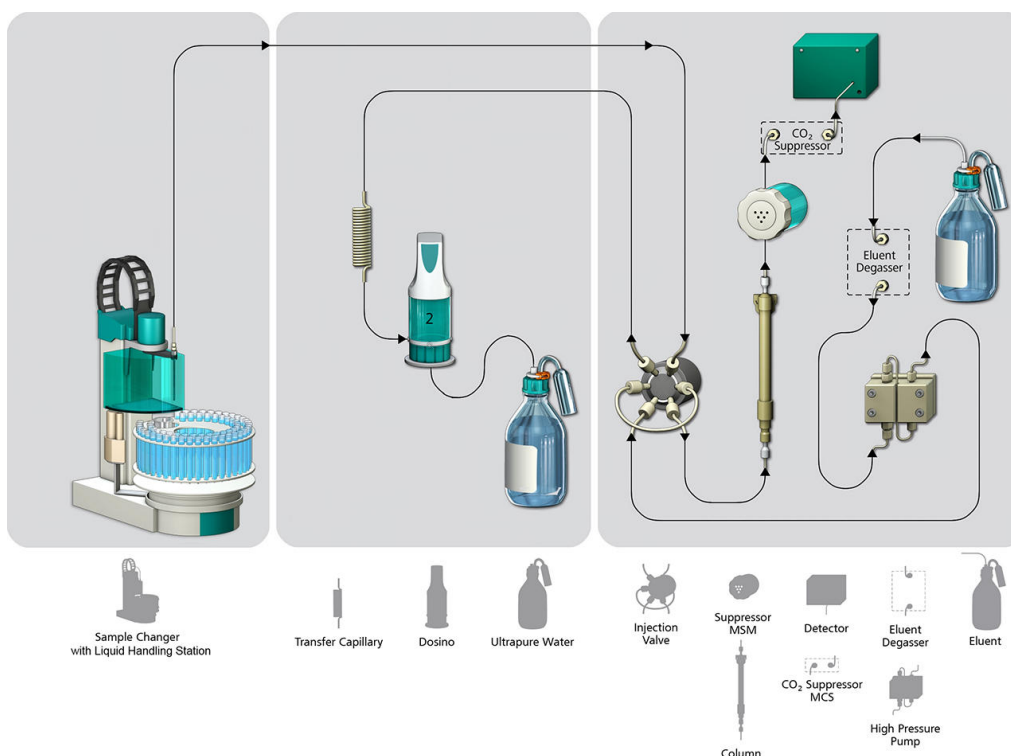 CO₂
Suppressor
Eluent
Degasser
2
Sample Changer
with Liquid Handling Station
Transfer Capillary
Dosino
Ultrapure Water
Injection
Valve
Suppressor
MSM
Detector
Eluent
Degasser
Eluent
CO₂ Suppressor
MCS
High Pressure
Pump
Column